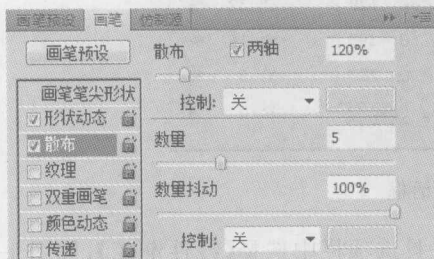 画笔预设 画笔 仿制源
画笔预设 散布 两轴 120%
画笔笔尖形状
控制: 关
形状动态
散布 数量 5
纹理
双重画笔 数量抖动 100%
颜色动态
控制: 关
传递